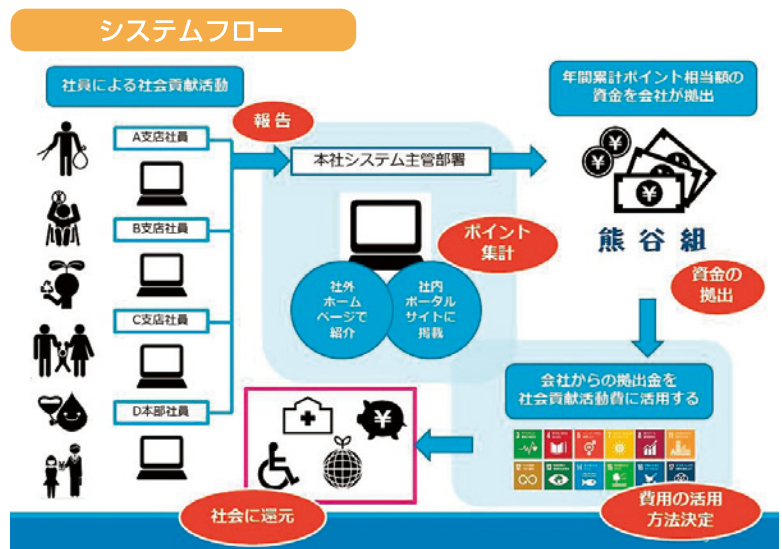 システムフロー
社員による社会貢献活動
年間累計ポイント相当額の
資金を会社が拠出
報告
A支店社員
本社システム主管部署
B支店社員
ポイント
集計
熊谷組
社外
ホーム
ページで
紹介
社内
ポータル
サイトに
掲載
資金の
拠出
C支店社員
会社からの拠出金を
社会貢献活動費に活用する
D本部社員
社会に還元
費用の活用
方法決定